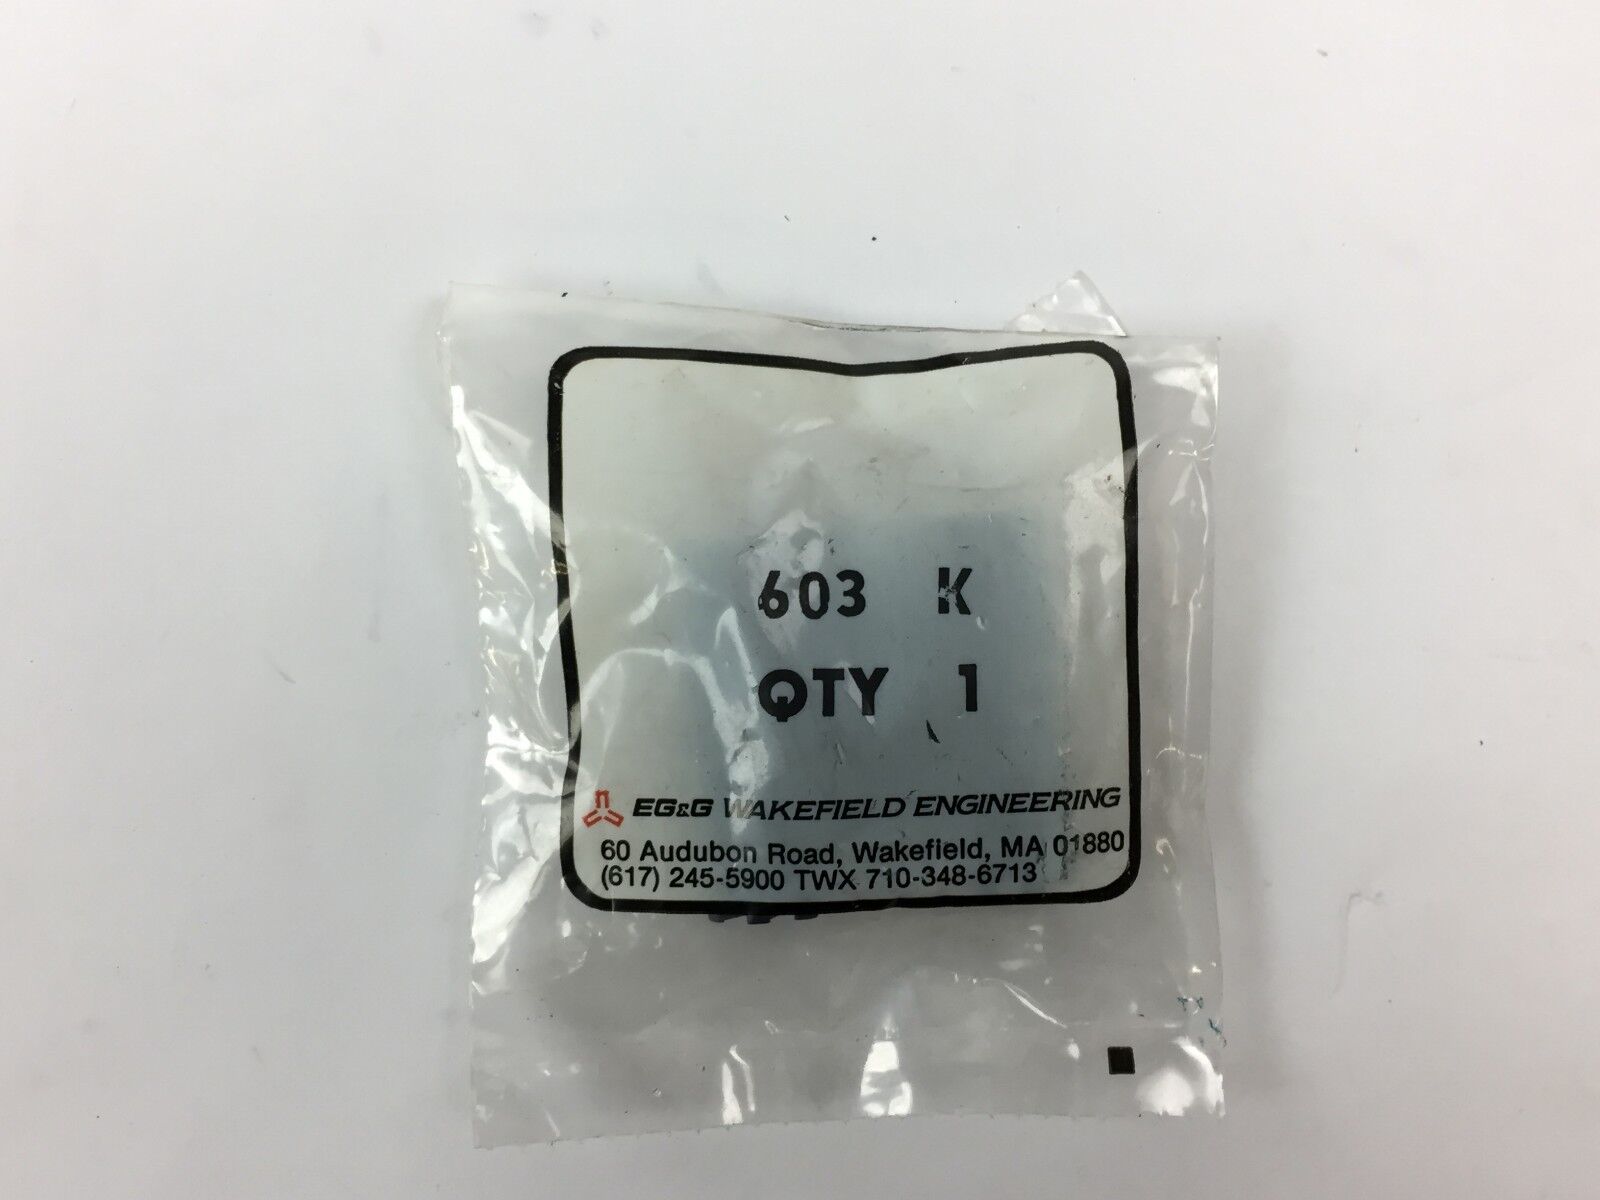 603 K
QTY 1
EG&G WAKEFIELD ENGINEERING
60 Audubon Road, Wakefield, MA 01880
(617) 245-5900 TWX 710-348-6713